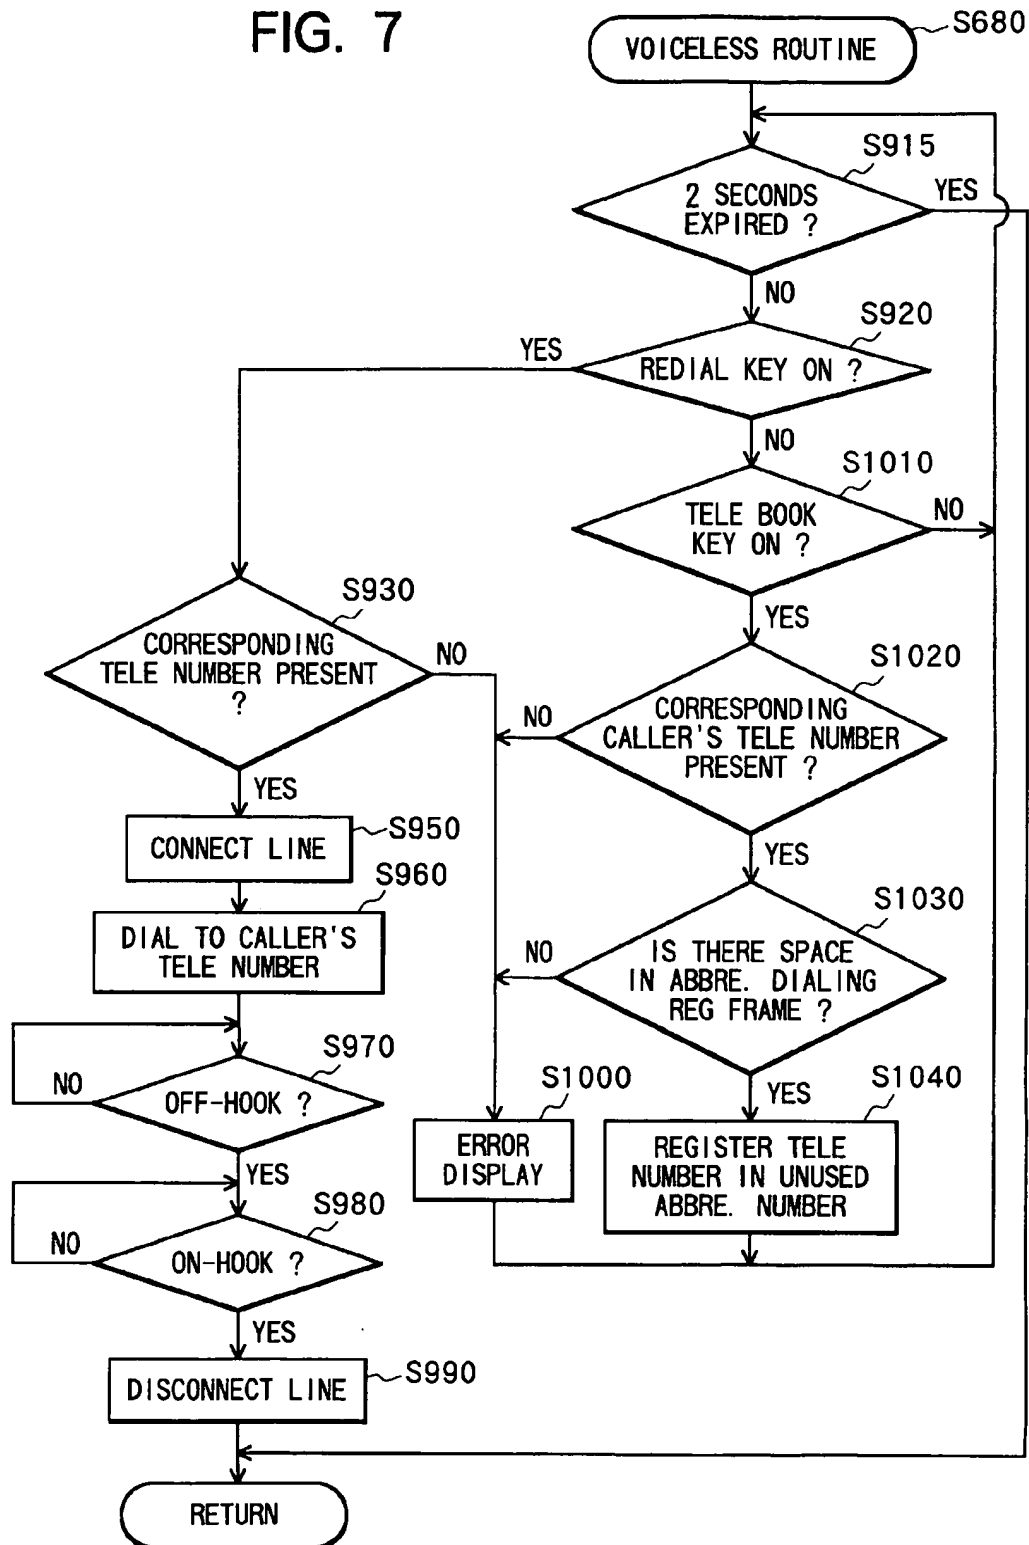 FIG. 7
VOICELESS ROUTINE
S680
S915
2 SECONDS
EXPIRED ?
YES
NO
S920
REDIAL KEY ON ?
YES
NO
S1010
TELE BOOK
KEY ON ?
NO
YES
S930
CORRESPONDING
TELE NUMBER PRESENT
?
NO
YES
S1020
CORRESPONDING
CALLER'S TELE NUMBER
PRESENT ?
NO
YES
S950
CONNECT LINE
S960
DIAL TO CALLER'S
TELE NUMBER
S1030
IS THERE SPACE
IN ABBRE. DIALING
REG FRAME ?
NO
YES
S970
OFF-HOOK ?
NO
YES
S1000
ERROR
DISPLAY
S1040
REGISTER TELE
NUMBER IN UNUSED
ABBRE. NUMBER
S980
ON-HOOK ?
NO
YES
S990
DISCONNECT LINE
RETURN